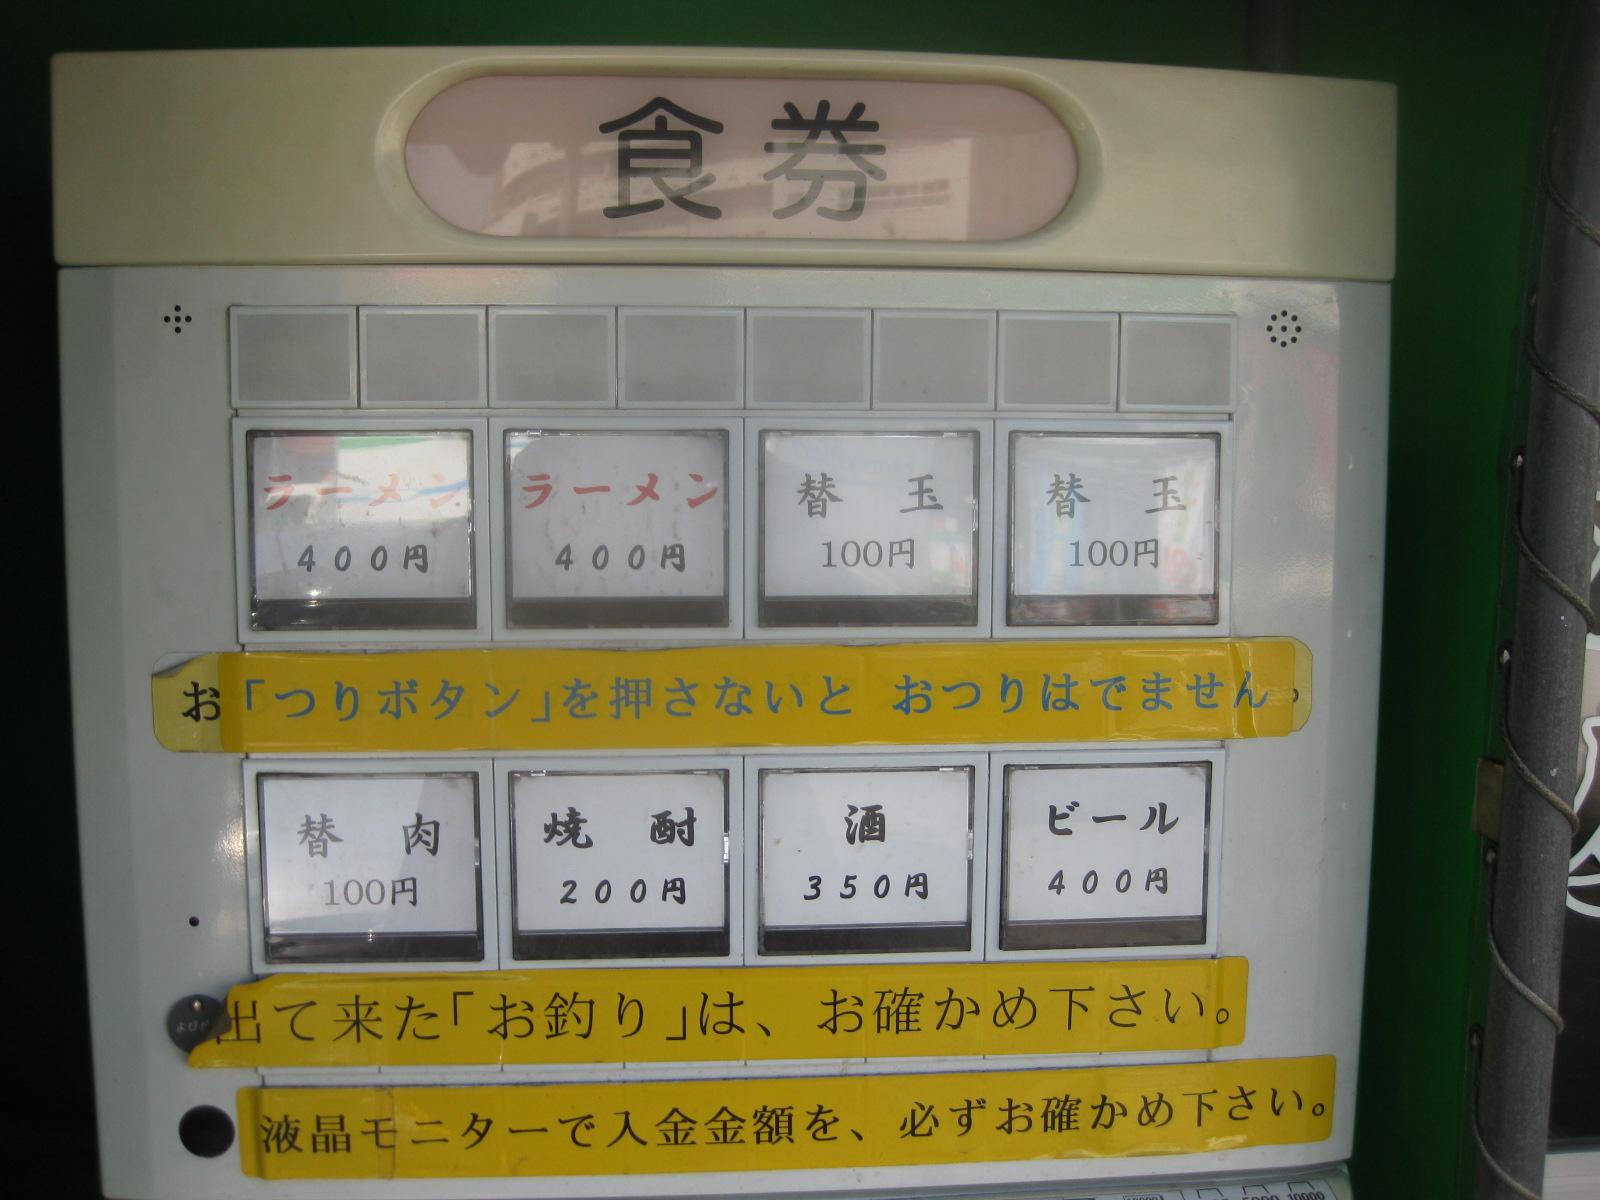 食券
ラーメン
400円
ラーメン
400円
替玉
100円
替玉
100円
お「つりボタン」を押さないと おつりはでません。
替肉
100円
焼酎
200円
酒
350円
ビール
400円
出て来た「お釣り」は、お確かめ下さい。
液晶モニターで入金金額を、必ずお確かめ下さい。